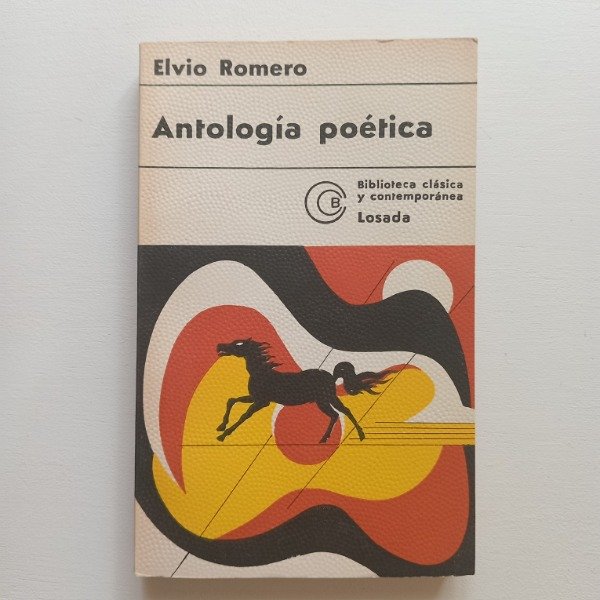 Elvio Romero
Antología poética
B
Biblioteca clásica
y contemporánea
Losada